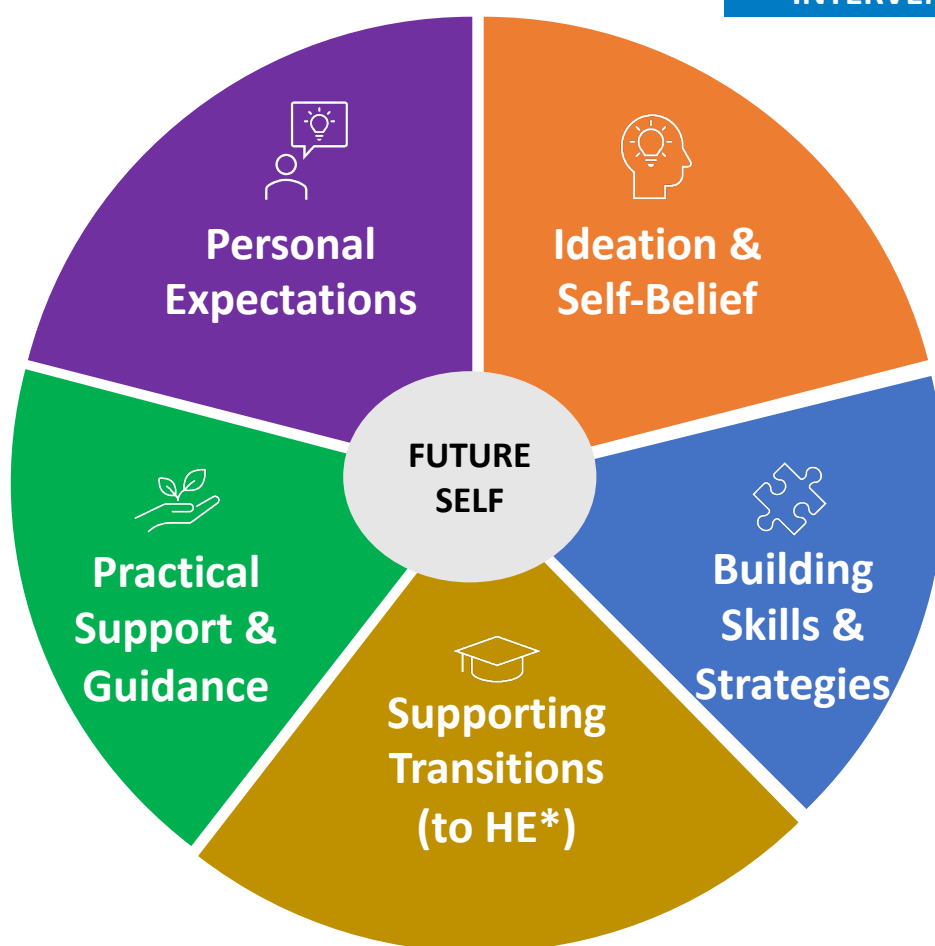 Personal
Expectations
Ideation &
Self-Belief
FUTURE
SELF
Building
Skills &
Strategies
Supporting
Transitions
(to HE*)
Practical
Support &
Guidance